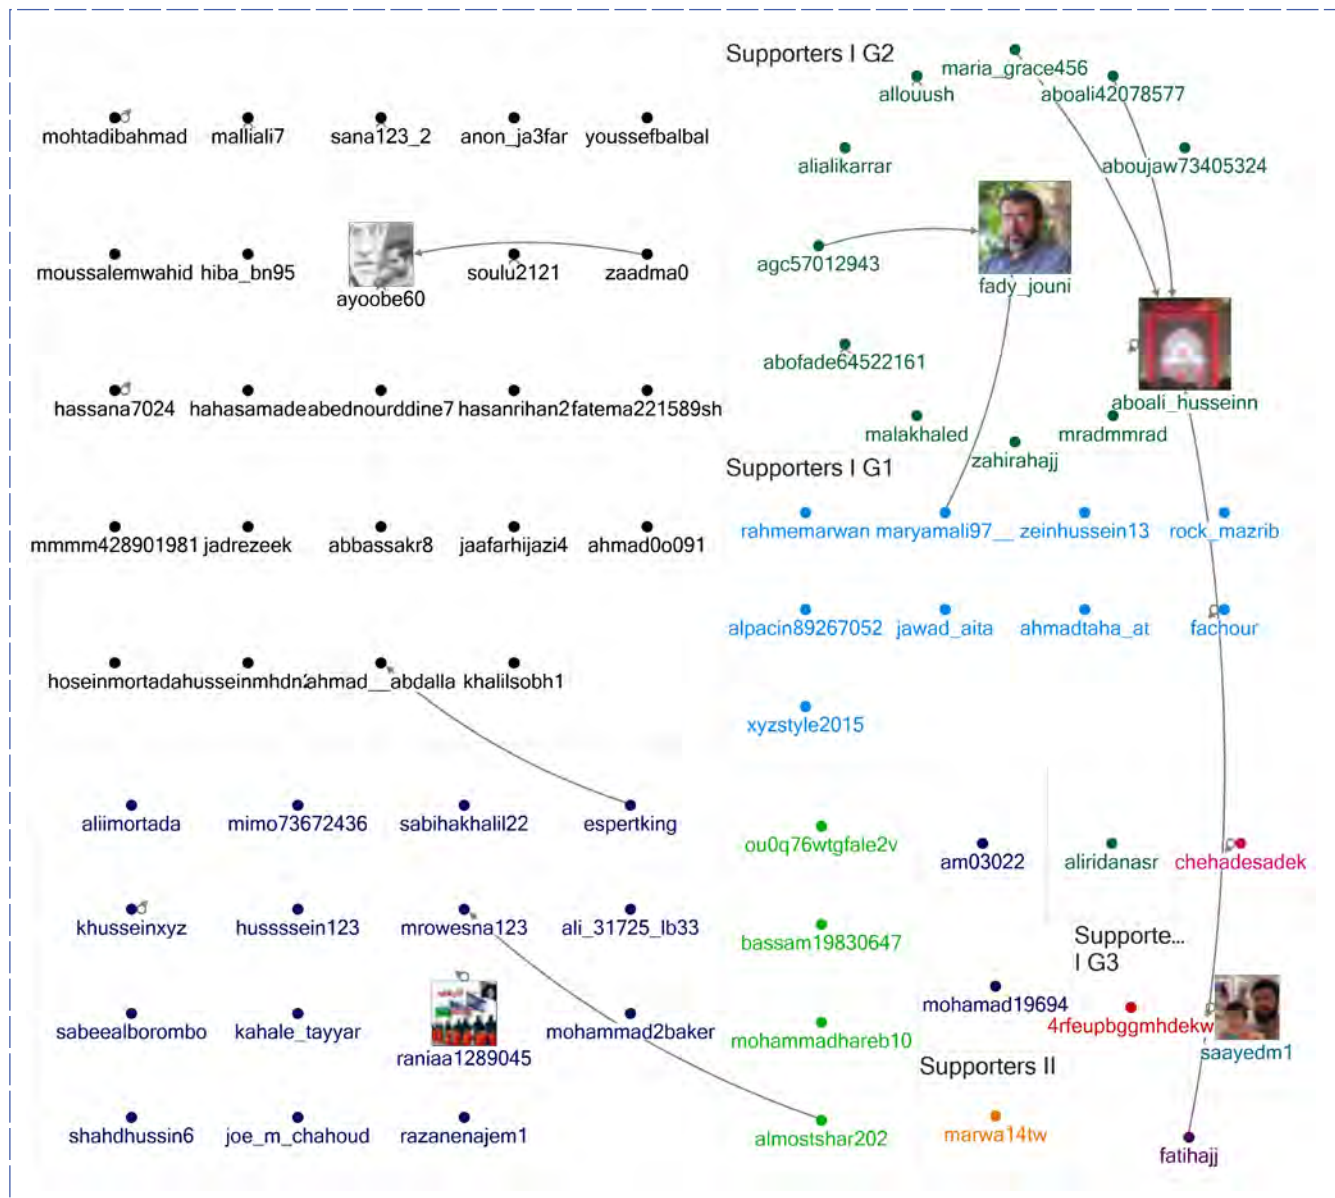 Supporters I G2
maria_grace456
allouush
aboali42078577
mohtadibahmad
malliali7
sana123_2
anon_ja3far
youssefbalbal
alialikarrar
aboujaw73405324
moussalemwahid
hiba_bn95
ayoobe60
soulu2121
zaadma0
agc57012943
fady_jouni
abofade64522161
aboali_husseinn
hassana7024
hahasamade
abednourddine7
hasanrihan2
fatema221589sh
malakhaled
zahirahajj
mradmmrad
Supporters I G1
mmmm428901981
jadrezeek
abbassakr8
jaafarhijazi4
ahmad0o091
rahmemarwan
maryamali97__
zeinhussein13
rock_mazrib
alpacin89267052
jawad_aita
ahmadtaha_at
fachour
hoseinmortada
husseinmhdn
ahmad__abdalla
khalilsobh1
xyzstyle2015
aliimortada
mimo73672436
sabihakhalil22
espertking
ou0q76wtgfale2v
am03022
aliridanasr
chehadesadek
khusseinxyz
husssssein123
mrowesna123
ali_31725_lb33
bassam19830647
Supporte...
I G3
sabeealborombo
kahale_tayyar
raniaa1289045
mohammad2baker
mohammadhareb10
mohamad19694
4rfeupbggmhdekw
saayedm1
Supporters II
shahdhussin6
joe_m_chahoud
razanenajem1
almostshar202
marwa14tw
fatihajj